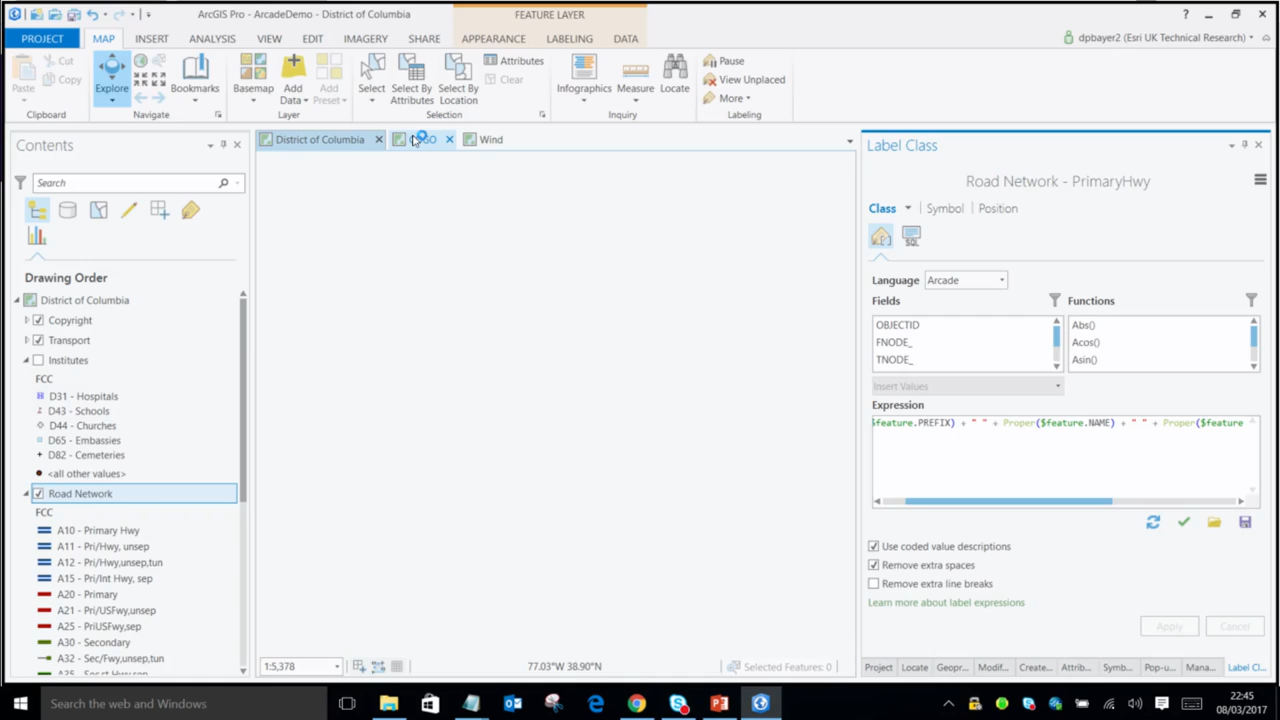 ArcGIS Pro - ArcadeDemo - District of Columbia
FEATURE LAYER
?
PROJECT MAP INSERT ANALYSIS VIEW EDIT IMAGERY SHARE APPEARANCE LABELING DATA
dpbayer2 (Esri UK Technical Research)
Paste
Cut
Copy
Clipboard
Explore
Bookmarks
Navigate
Basemap
Add Data
Add Preset
Layer
Select
Select By Attributes
Select By Location
Attributes
Clear
Selection
Infographics
Measure
Locate
Inquiry
Pause
View Unplaced
More
Labeling
Contents
Search
Drawing Order
District of Columbia
Copyright
Transport
Institutes
FCC
D31 - Hospitals
D43 - Schools
D44 - Churches
D65 - Embassies
D82 - Cemeteries
<all other values>
Road Network
FCC
A10 - Primary Hwy
A11 - Pri/Hwy, unsep
A12 - Pri/Hwy,unsep,tun
A15 - Pri/Int Hwy, sep
A20 - Primary
A21 - Pri/USFwy,unsep
A25 - PriUSFwy,sep
A30 - Secondary
A32 - Sec/Fwy,unsep,tun
District of Columbia
Wind
1:5,378
77.03°W 38.90°N
Selected Features: 0
Label Class
Road Network - PrimaryHwy
Class Symbol Position
SQL
Language Arcade
Fields
Functions
OBJECTID
FNODE_
TNODE_
Abs()
Acos()
Asin()
Insert Values
Expression
$feature.PREFIX) + " " + Proper($feature.NAME) + " " + Proper($feature
Use coded value descriptions
Remove extra spaces
Remove extra line breaks
Learn more about label expressions
Apply
Cancel
Project Locate Geopr... Modif... Create... Attrib... Symb... Pop-u... Mana... Label Cl...
Search the web and Windows
22:45
08/03/2017